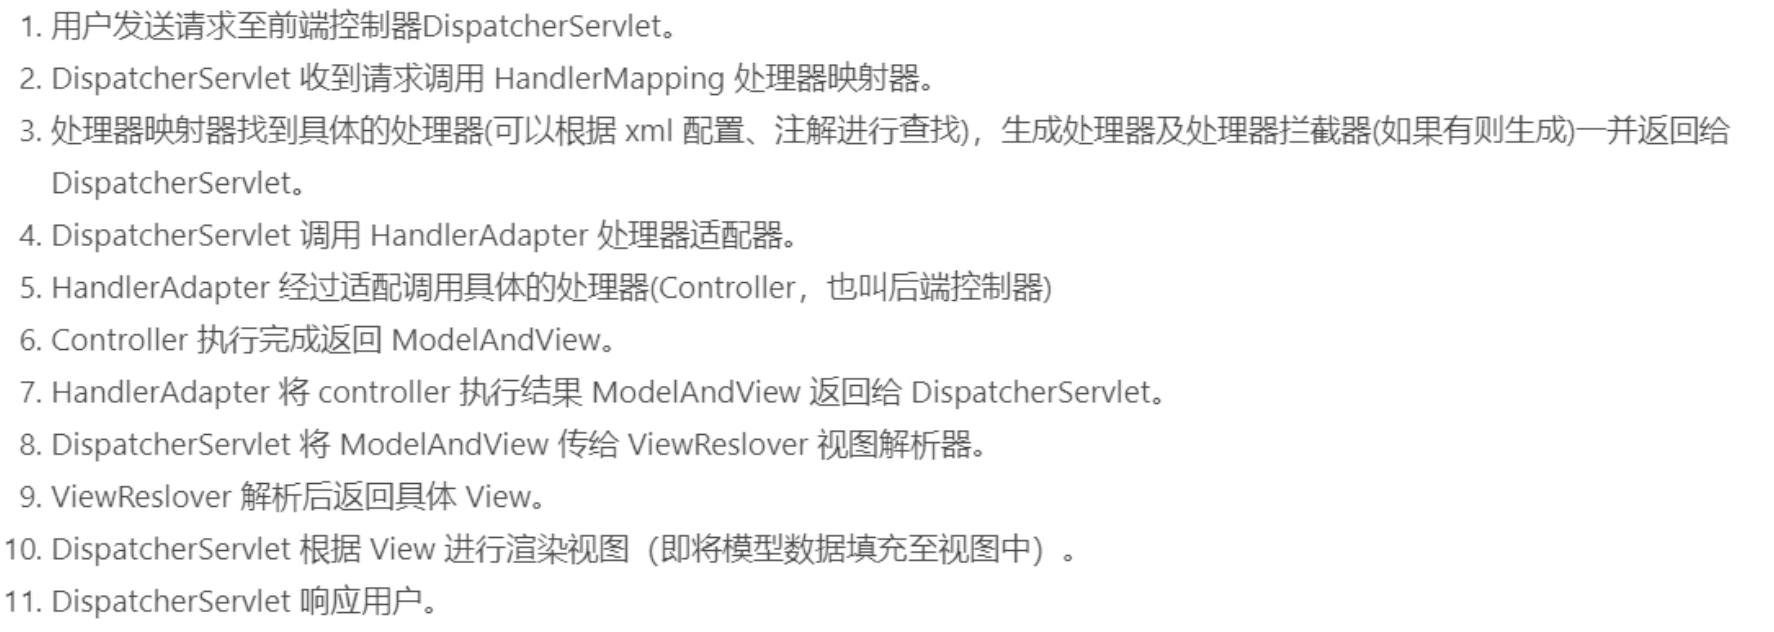 1. 用户发送请求至前端控制器DispatcherServlet。
2. DispatcherServlet 收到请求调用 HandlerMapping 处理器映射器。
3. 处理器映射器找到具体的处理器(可以根据 xml 配置、注解进行查找)，生成处理器及处理器拦截器(如果有则生成)一并返回给
DispatcherServlet。
4. DispatcherServlet 调用 HandlerAdapter 处理器适配器。
5. HandlerAdapter 经过适配调用具体的处理器(Controller，也叫后端控制器)
6. Controller 执行完成返回 ModelAndView。
7. HandlerAdapter 将 controller 执行结果 ModelAndView 返回给 DispatcherServlet。
8. DispatcherServlet 将 ModelAndView 传给 ViewReslover 视图解析器。
9. ViewReslover 解析后返回具体 View。
10. DispatcherServlet 根据 View 进行渲染视图（即将模型数据填充至视图中）。
11. DispatcherServlet 响应用户。